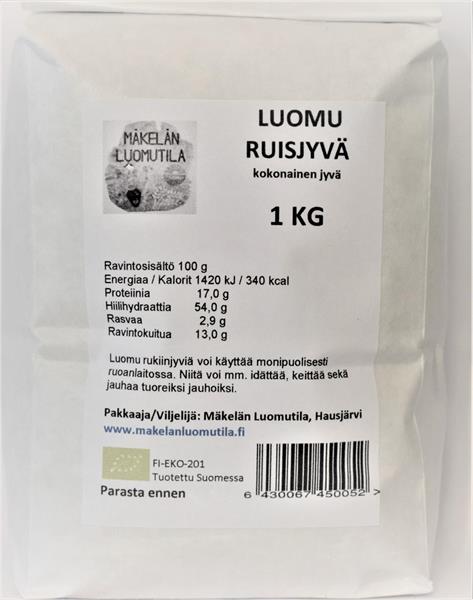 MÄKELÄN
LUOMUTILA
LUOMU
RUISJYVÄ
kokonainen jyvä
1 KG
Ravintosisältö 100 g
Energiaa / Kalorit 1420 kJ / 340 kcal
Proteiinia 17,0 g
Hiilihydraattia 54,0 g
Rasvaa 2,9 g
Ravintokuitua 13,0 g
Luomu rukiinjyviä voi käyttää monipuolisesti
ruoanlaitossa. Niitä voi mm. idättää, keittää sekä
jauhaa tuoreiksi jauhoiksi.
Pakkaaja/Viljelijä: Mäkelän Luomutila, Hausjärvi
www.makelanluomutila.fi
FI-EKO-201
Tuotettu Suomessa
Parasta ennen
6 430067 450052 >